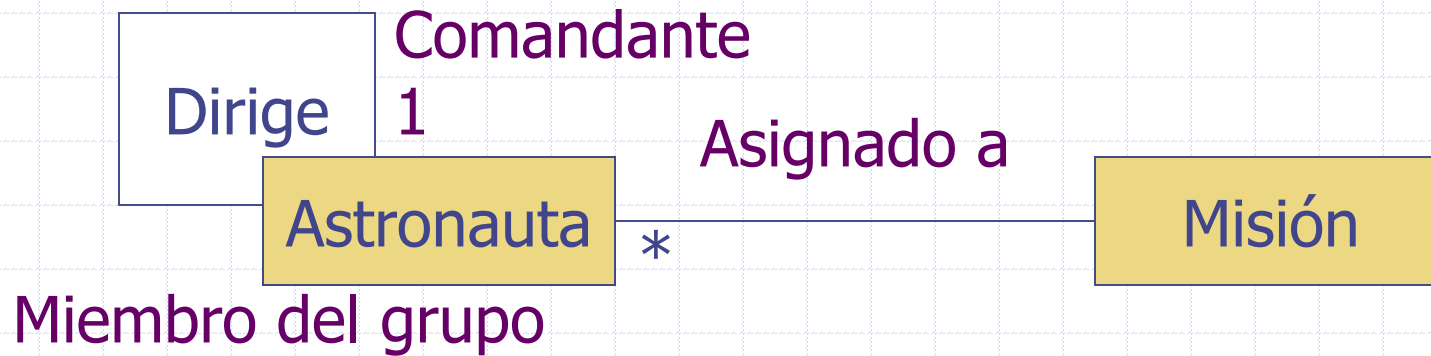 Comandante
Dirige
1
Asignado a
Astronauta
*
Misión
Miembro del grupo